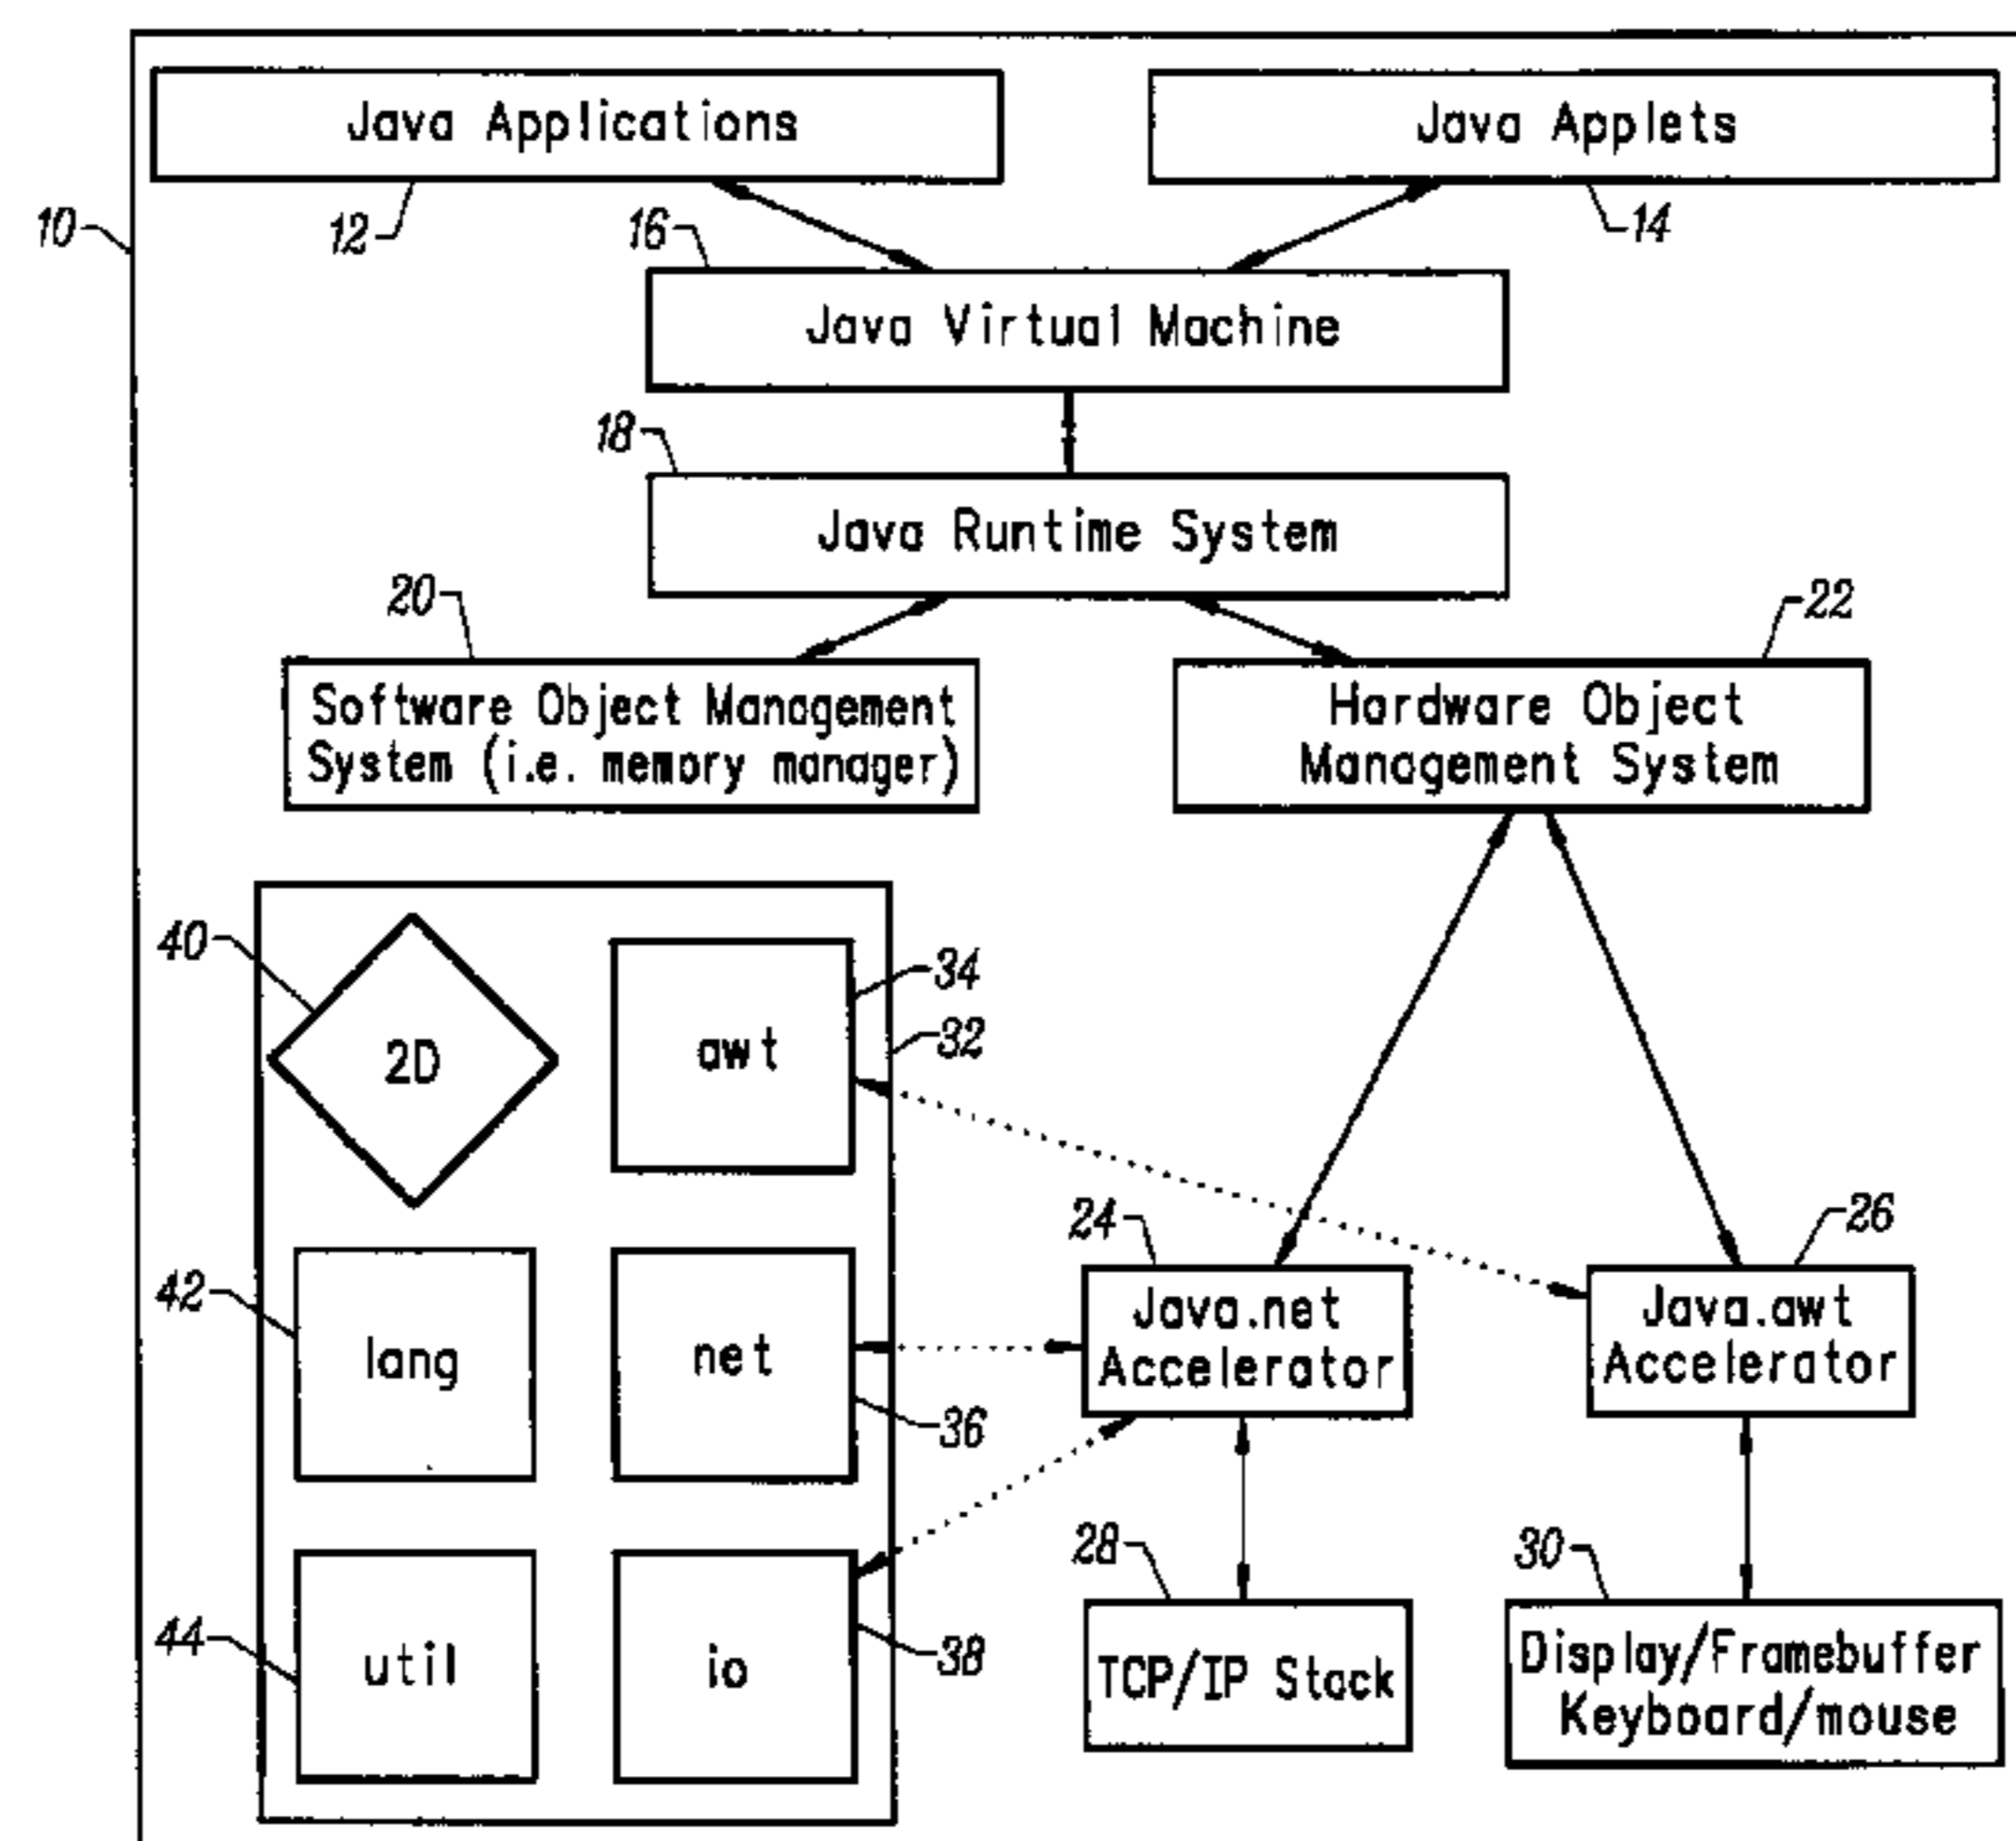 Java Applications
Java Applets
10
12
16
14
Java Virtual Machine
18
Java Runtime System
20
22
Software Object Management
System (i.e. memory manager)
Hardware Object
Management System
40
34
2D
awt
32
24
26
42
lang
net
Java.net
Accelerator
Java.awt
Accelerator
36
28
30
44
util
io
38
TCP/IP Stack
Display/Framebuffer
Keyboard/mouse